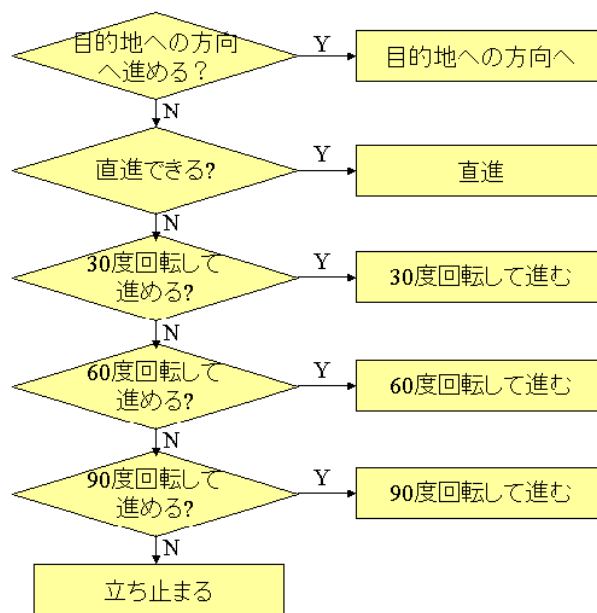 目的地への方向
へ進める？
Y
目的地への方向へ
N
直進できる?
Y
直進
N
30度回転して
進める?
Y
30度回転して進む
N
60度回転して
進める?
Y
60度回転して進む
N
90度回転して
進める?
Y
90度回転して進む
N
立ち止まる